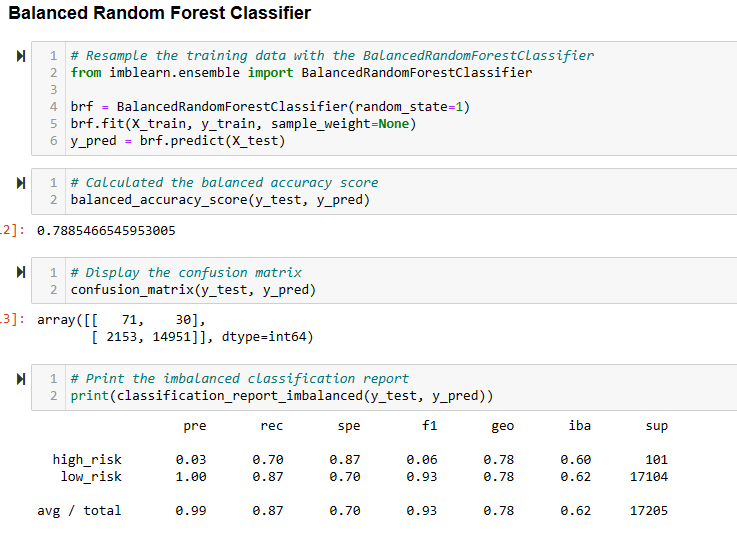 Balanced Random Forest Classifier
1 # Resample the training data with the BalancedRandomForestClassifier
2 from imblearn.ensemble import BalancedRandomForestClassifier
3
4 brf = BalancedRandomForestClassifier(random_state=1)
5 brf.fit(X_train, y_train, sample_weight=None)
6 y_pred = brf.predict(X_test)
1 # Calculated the balanced accuracy score
2 balanced_accuracy_score(y_test, y_pred)
2]: 0.7885466545953005
1 # Display the confusion matrix
2 confusion_matrix(y_test, y_pred)
3]: array([[   71,    30],
[ 2153, 14951]], dtype=int64)
1 # Print the imbalanced classification report
2 print(classification_report_imbalanced(y_test, y_pred))
pre rec spe f1 geo iba sup
high_risk 0.03 0.70 0.87 0.06 0.78 0.60 101
low_risk 1.00 0.87 0.70 0.93 0.78 0.62 17104
avg / total 0.99 0.87 0.70 0.93 0.78 0.62 17205